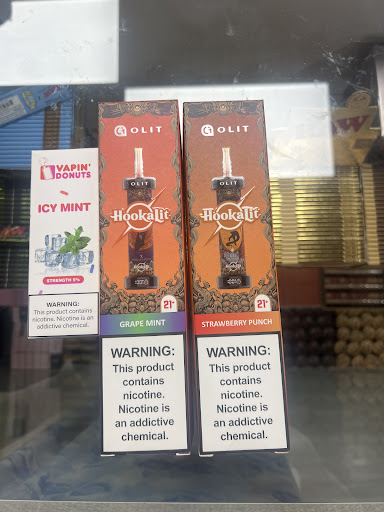 VAPIN'
DONUTS
ICY MINT
STRENGTH 5%
WARNING:
This product contains
nicotine. Nicotine is an
addictive chemical.
OLIT
OLIT
HookaLit
HookaLit
21+
GRAPE MINT
WARNING:
This product
contains
nicotine.
Nicotine is
an addictive
chemical.
OLIT
OLIT
HookaLit
HookaLit
21+
STRAWBERRY PUNCH
WARNING:
This product
contains
nicotine.
Nicotine is
an addictive
chemical.